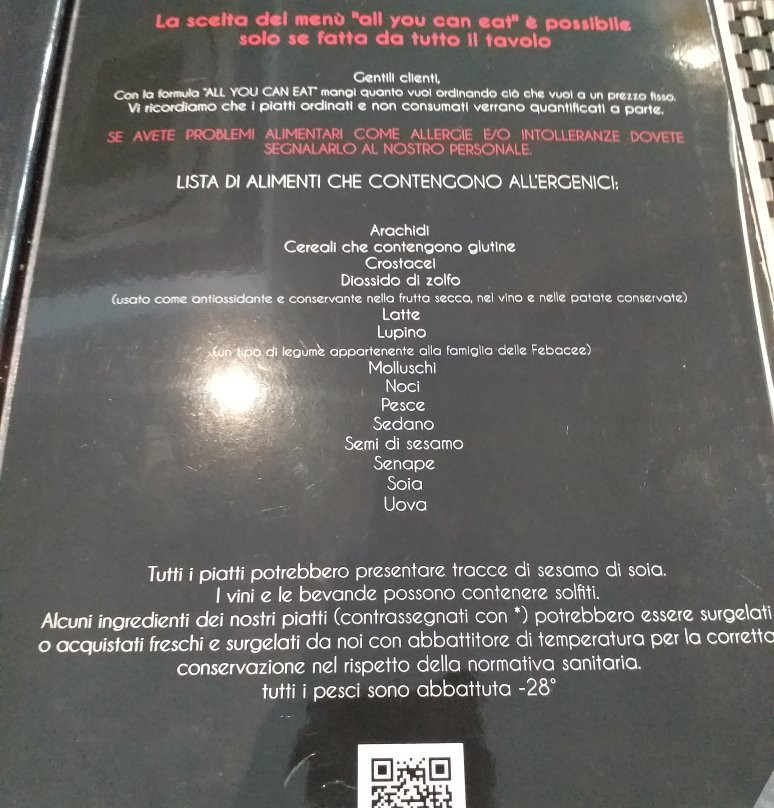 La scelta del menù "all you can eat" è possibile
solo se fatta da tutto il tavolo
Gentili clienti,
Con la formula "ALL YOU CAN EAT" mangi quanto vuoi ordinando ciò che vuoi a un prezzo fisso.
Vi ricordiamo che i piatti ordinati e non consumati verrano quantificati a parte.
SE AVETE PROBLEMI ALIMENTARI COME ALLERGIE E/O INTOLLERANZE DOVETE
SEGNALARLO AL NOSTRO PERSONALE.
LISTA DI ALIMENTI CHE CONTENGONO ALL'ERGENICI:
Arachidi
Cereali che contengono glutine
Crostacei
Diossido di zolfo
(usato come antiossidante e conservante nella frutta secca, nel vino e nelle patate conservate)
Latte
Lupino
(un tipo di legume appartenente alla famiglia delle Febacee)
Molluschi
Noci
Pesce
Sedano
Semi di sesamo
Senape
Soia
Uova
Tutti i piatti potrebbero presentare tracce di sesamo di soia.
I vini e le bevande possono contenere solfiti.
Alcuni ingredienti dei nostri piatti (contrassegnati con *) potrebbero essere surgelati
o acquistati freschi e surgelati da noi con abbattitore di temperatura per la corretta
conservazione nel rispetto della normativa sanitaria.
tutti i pesci sono abbattuta -28°